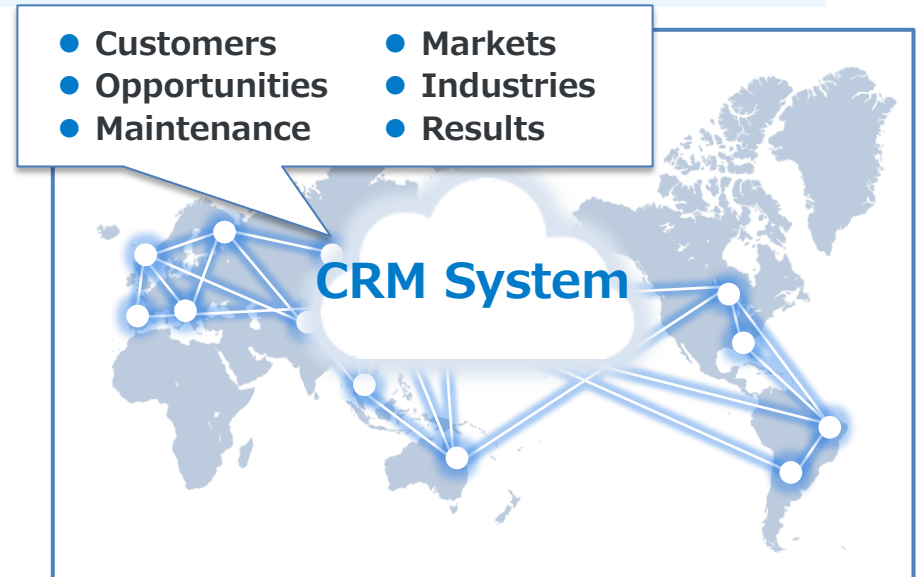 Customers
Opportunities
Maintenance
Markets
Industries
Results
CRM System